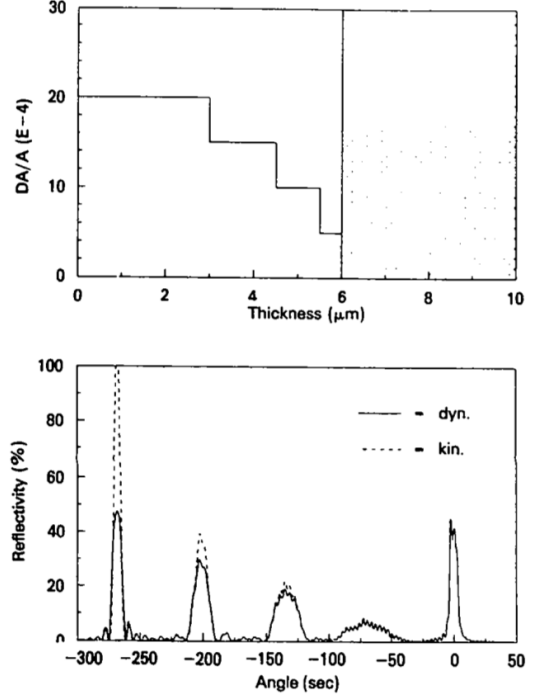 30
20
10
0
DA/A (E-4)
0 2 4 6 8 10
Thickness (μm)
100
80
60
40
20
0
Reflectivity (%)
- dyn.
- kin.
-300 -250 -200 -150 -100 -50 0 50
Angle (sec)